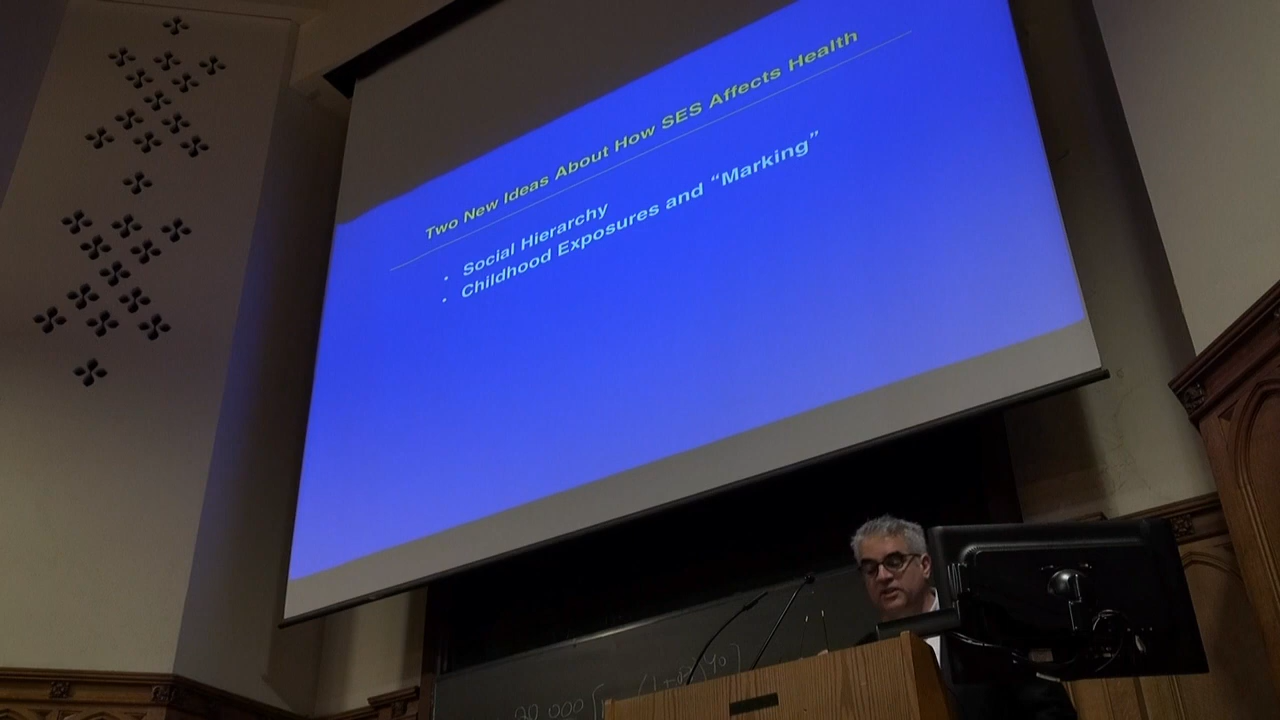 Two New Ideas About How SES Affects Health
• Social Hierarchy
• Childhood Exposures and “Marking”